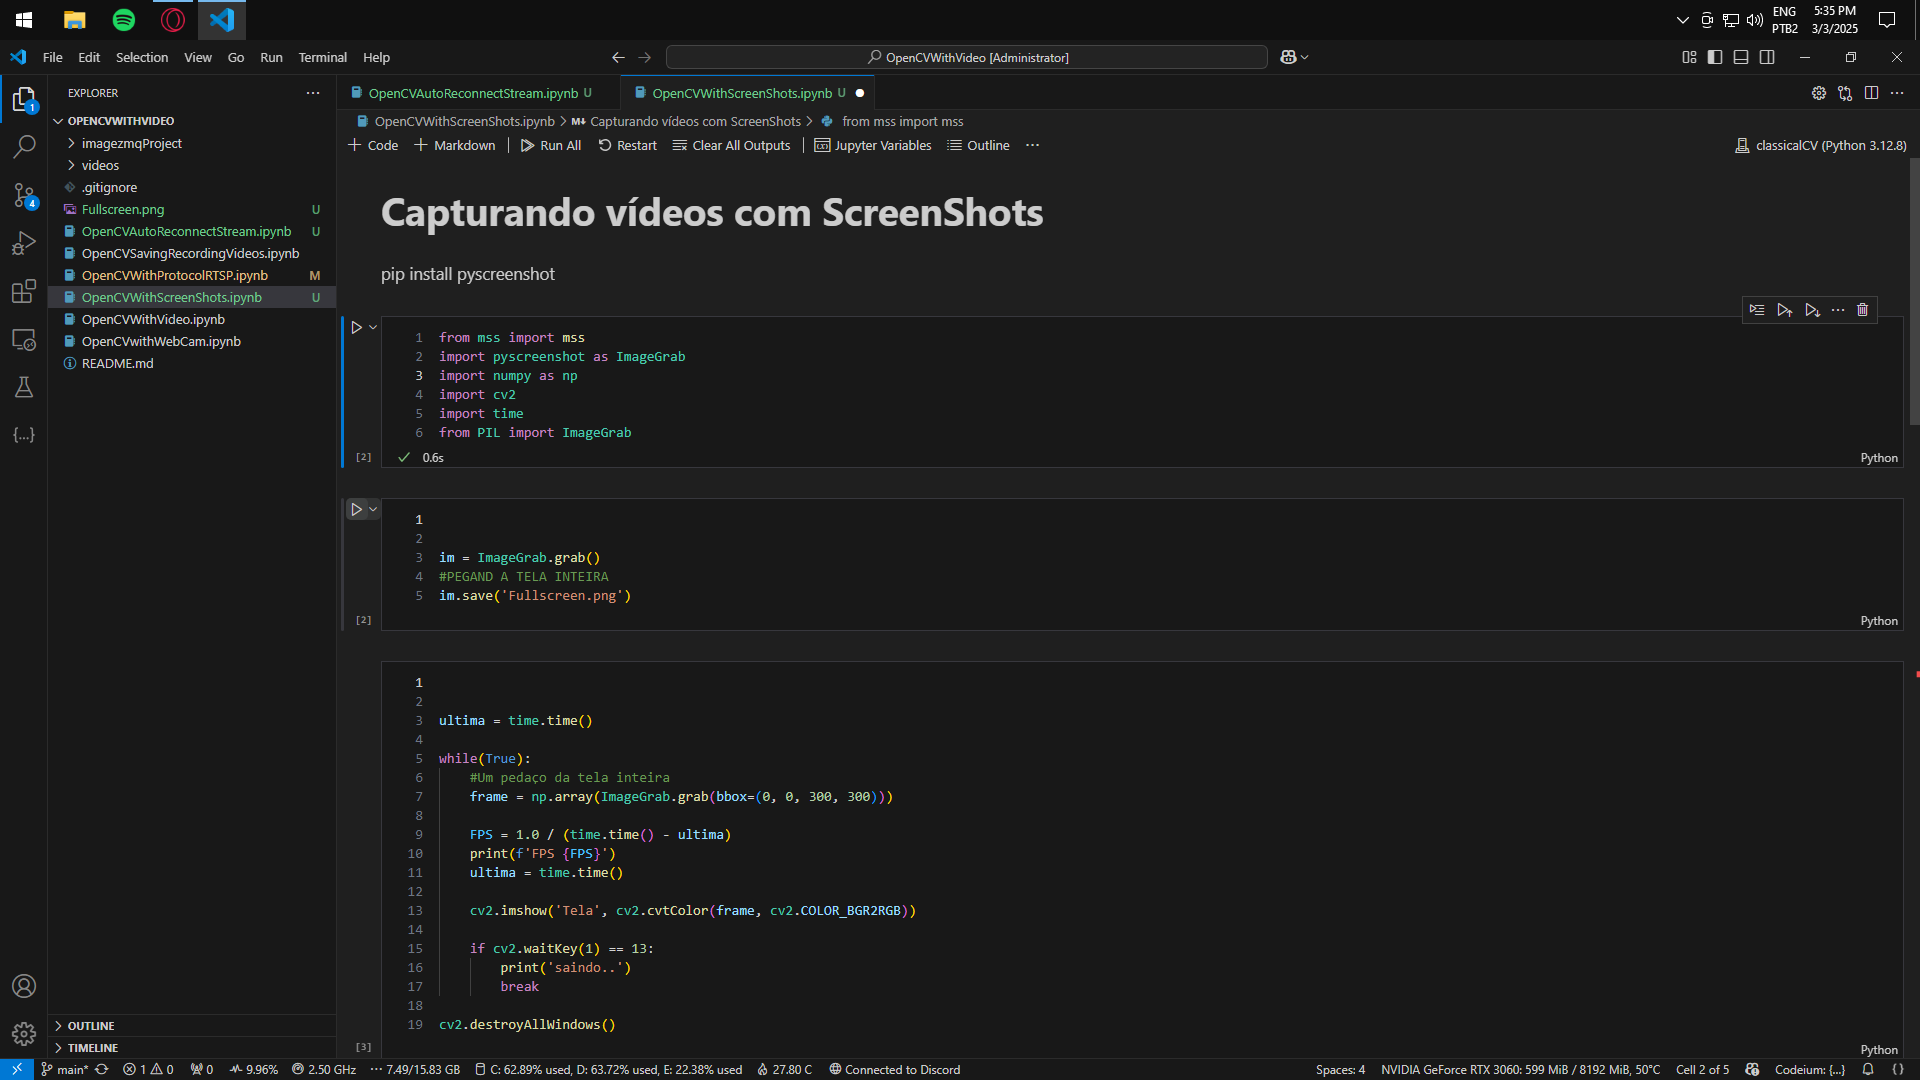 ENG
PTB2
5:35 PM
3/3/2025
File Edit Selection View Go Run Terminal Help
OpenCVWithVideo [Administrator]
EXPLORER
OPENCVWITHVIDEO
imagezmqProject
videos
.gitignore
Fullscreen.png U
OpenCVAutoReconnectStream.ipynb U
OpenCVSavingRecordingVideos.ipynb
OpenCVWithProtocolRTSP.ipynb M
OpenCVWithScreenShots.ipynb U
OpenCVWithVideo.ipynb
OpenCVwithWebCam.ipynb
README.md
OUTLINE
TIMELINE
1
4
OpenCVAutoReconnectStream.ipynb U
OpenCVWithScreenShots.ipynb U
OpenCVWithScreenShots.ipynb > M↓ Capturando vídeos com ScreenShots > from mss import mss
+ Code + Markdown Run All Restart Clear All Outputs Jupyter Variables Outline ...
classicalCV (Python 3.12.8)
Capturando vídeos com ScreenShots
pip install pyscreenshot
1 from mss import mss
2 import pyscreenshot as ImageGrab
3 import numpy as np
4 import cv2
5 import time
6 from PIL import ImageGrab
[2] 0.6s Python
1
2
3 im = ImageGrab.grab()
4 #PEGAND A TELA INTEIRA
5 im.save('Fullscreen.png')
[2] Python
1
2
3 ultima = time.time()
4
5 while(True):
6 #Um pedaço da tela inteira
7 frame = np.array(ImageGrab.grab(bbox=(0, 0, 300, 300)))
8
9 FPS = 1.0 / (time.time() - ultima)
10 print(f'FPS {FPS}')
11 ultima = time.time()
12
13 cv2.imshow('Tela', cv2.cvtColor(frame, cv2.COLOR_BGR2RGB))
14
15 if cv2.waitKey(1) == 13:
16 print('saindo..')
17 break
18
19 cv2.destroyAllWindows()
[3] Python
main* 1 0 0 9.96% 2.50 GHz 7.49/15.83 GB C: 62.89% used, D: 63.72% used, E: 22.38% used 27.80 C Connected to Discord Spaces: 4 NVIDIA GeForce RTX 3060: 599 MiB / 8192 MiB, 50°C Cell 2 of 5 Codeium: {...}